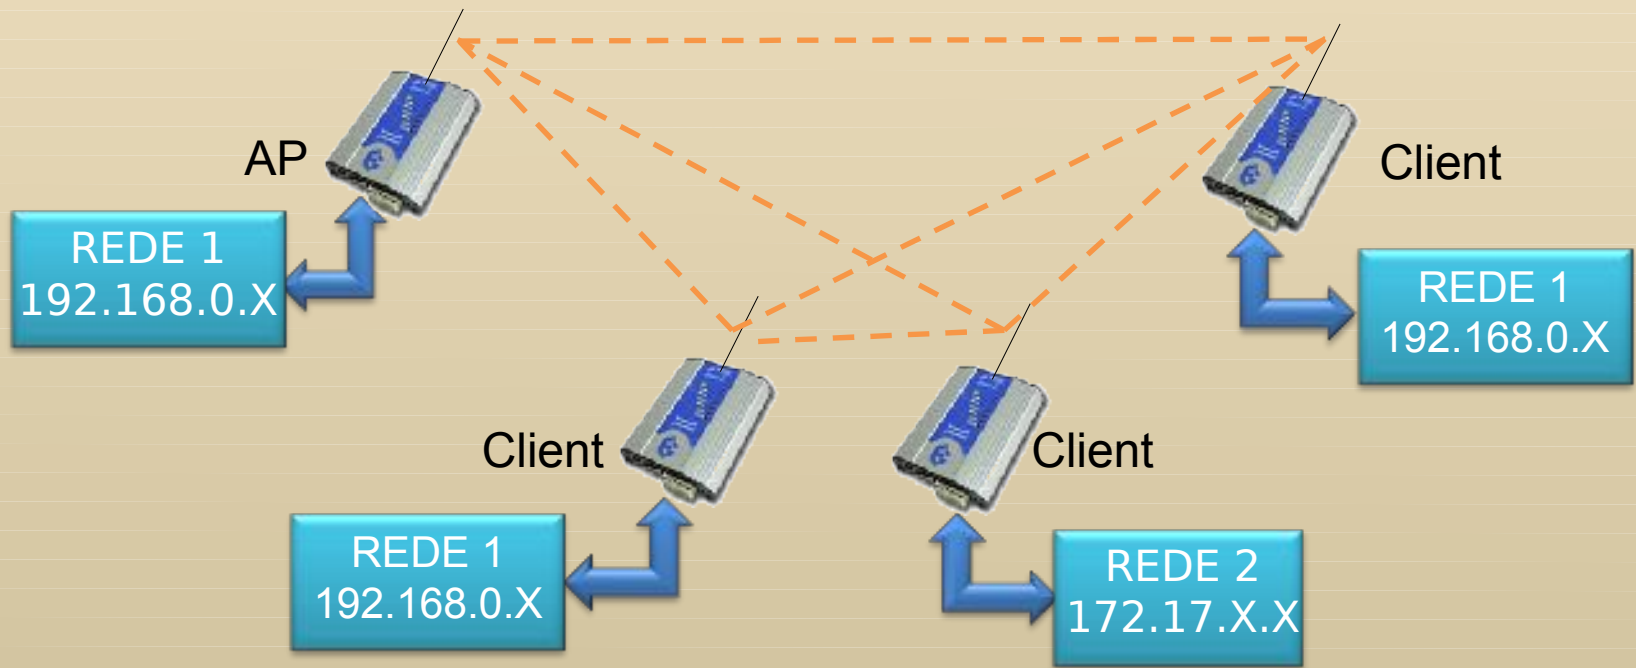 AP
Client
REDE 1
192.168.0.X
REDE 1
192.168.0.X
Client
Client
REDE 1
192.168.0.X
REDE 2
172.17.X.X